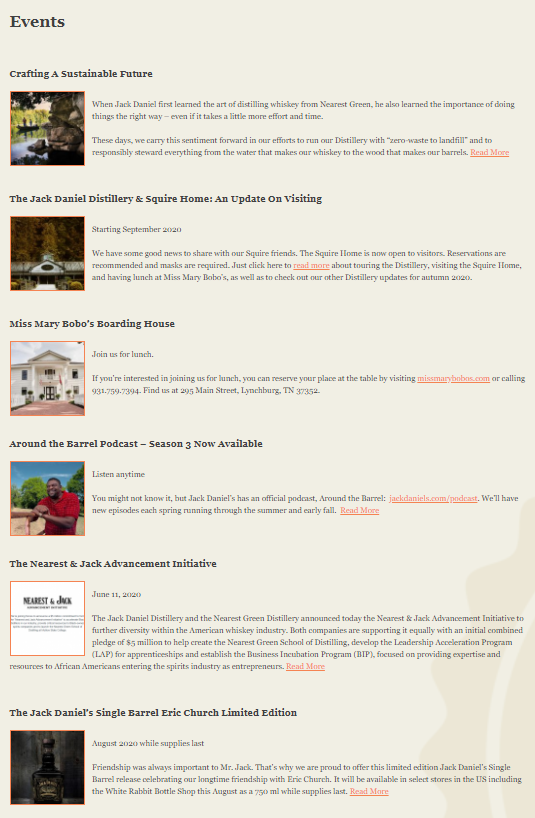 Events
Crafting A Sustainable Future
When Jack Daniel first learned the art of distilling whiskey from Nearest Green, he also learned the importance of doing
things the right way – even if it takes a little more effort and time.
These days, we carry this sentiment forward in our efforts to run our Distillery with "zero-waste to landfill" and to
responsibly steward everything from the water that makes our whiskey to the wood that makes our barrels. Read More
The Jack Daniel Distillery & Squire Home: An Update On Visiting
Starting September 2020
We have some good news to share with our Squire friends. The Squire Home is now open to visitors. Reservations are
recommended and masks are required. Just click here to read more about touring the Distillery, visiting the Squire Home,
and having lunch at Miss Mary Bobo's, as well as to check out our other Distillery updates for autumn 2020.
Miss Mary Bobo's Boarding House
Join us for lunch.
If you're interested in joining us for lunch, you can reserve your place at the table by visiting missmarybobos.com or calling
931.759.7394. Find us at 295 Main Street, Lynchburg, TN 37352.
Around the Barrel Podcast – Season 3 Now Available
Listen anytime
You might not know it, but Jack Daniel's has an official podcast, Around the Barrel: jackdaniels.com/podcast. We'll have
new episodes each spring running through the summer and early fall. Read More
The Nearest & Jack Advancement Initiative
NEAREST & JACK
ADVANCEMENT INITIATIVE
June 11, 2020
The Jack Daniel Distillery and the Nearest Green Distillery announced today the Nearest & Jack Advancement Initiative to
further diversity within the American whiskey industry. Both companies are supporting it equally with an initial combined
pledge of $5 million to help create the Nearest Green School of Distilling, develop the Leadership Acceleration Program
(LAP) for apprenticeships and establish the Business Incubation Program (BIP), focused on providing expertise and
resources to African Americans entering the spirits industry as entrepreneurs. Read More
The Jack Daniel's Single Barrel Eric Church Limited Edition
August 2020 while supplies last
Friendship was always important to Mr. Jack. That's why we are proud to offer this limited edition Jack Daniel's Single
Barrel release celebrating our longtime friendship with Eric Church. It will be available in select stores in the US including
the White Rabbit Bottle Shop this August as a 750 ml while supplies last. Read More